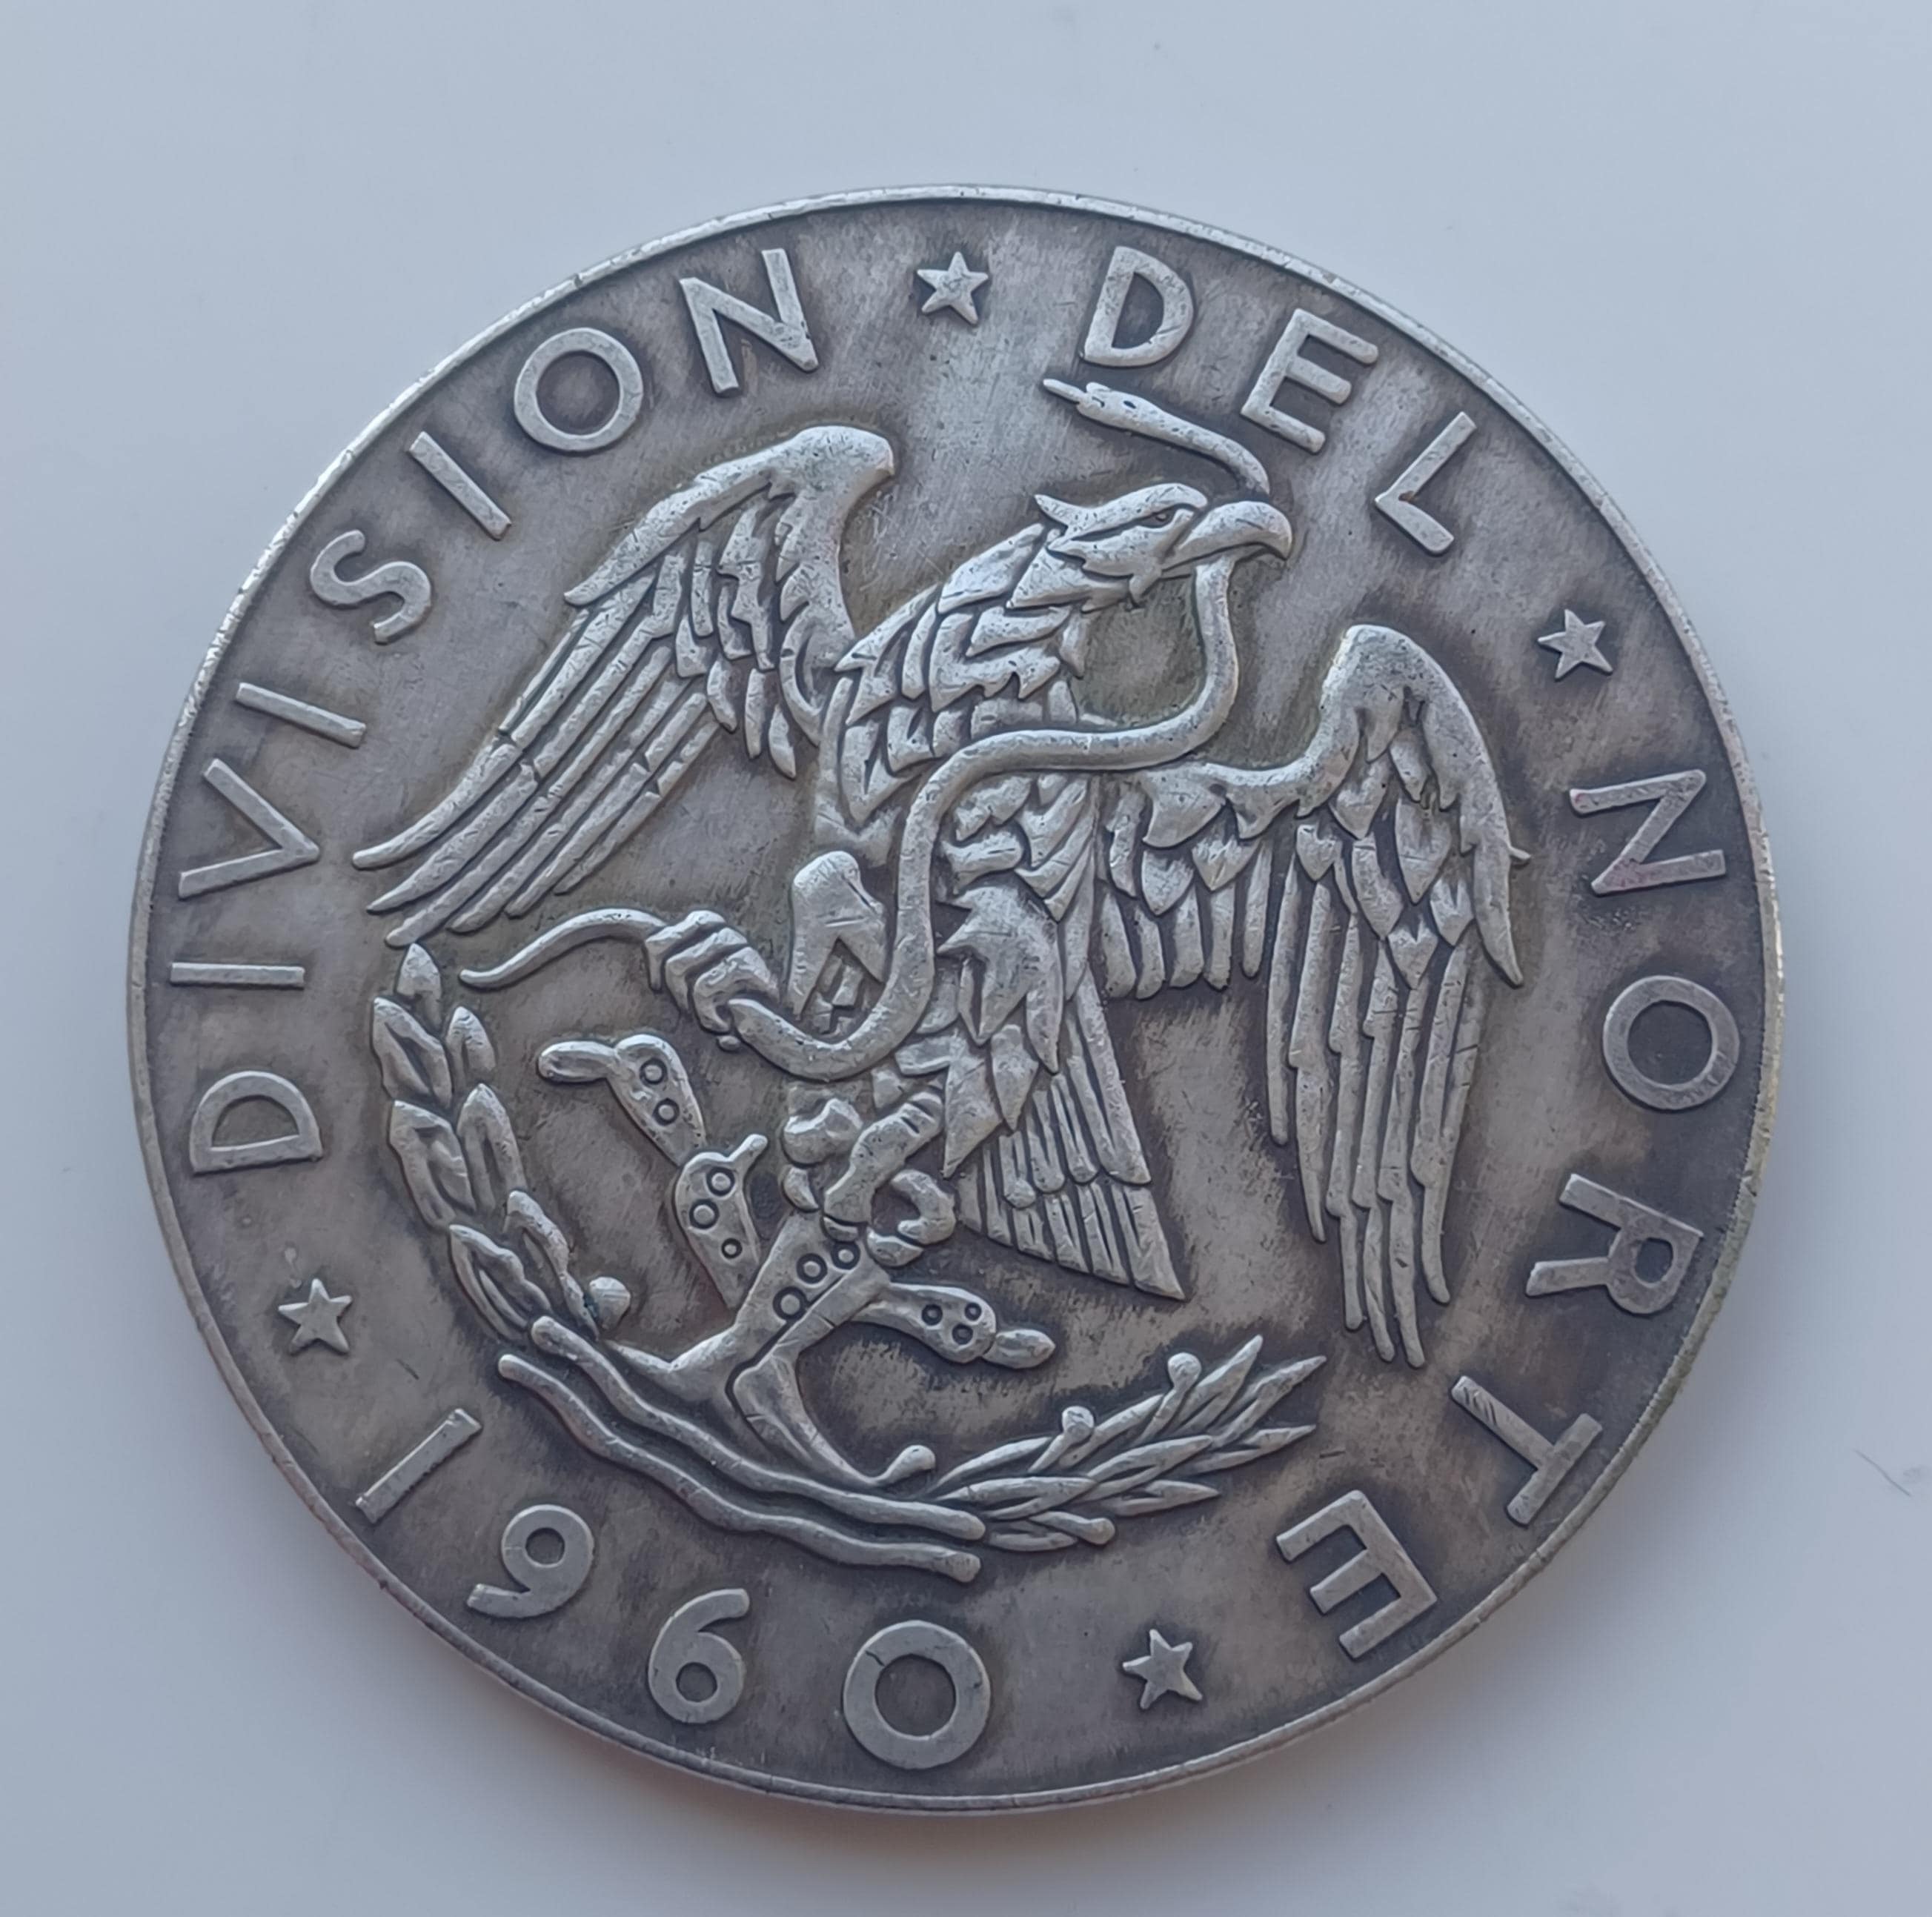 DIVISION ★ DEL ★ NORTE ★ 1960 ★